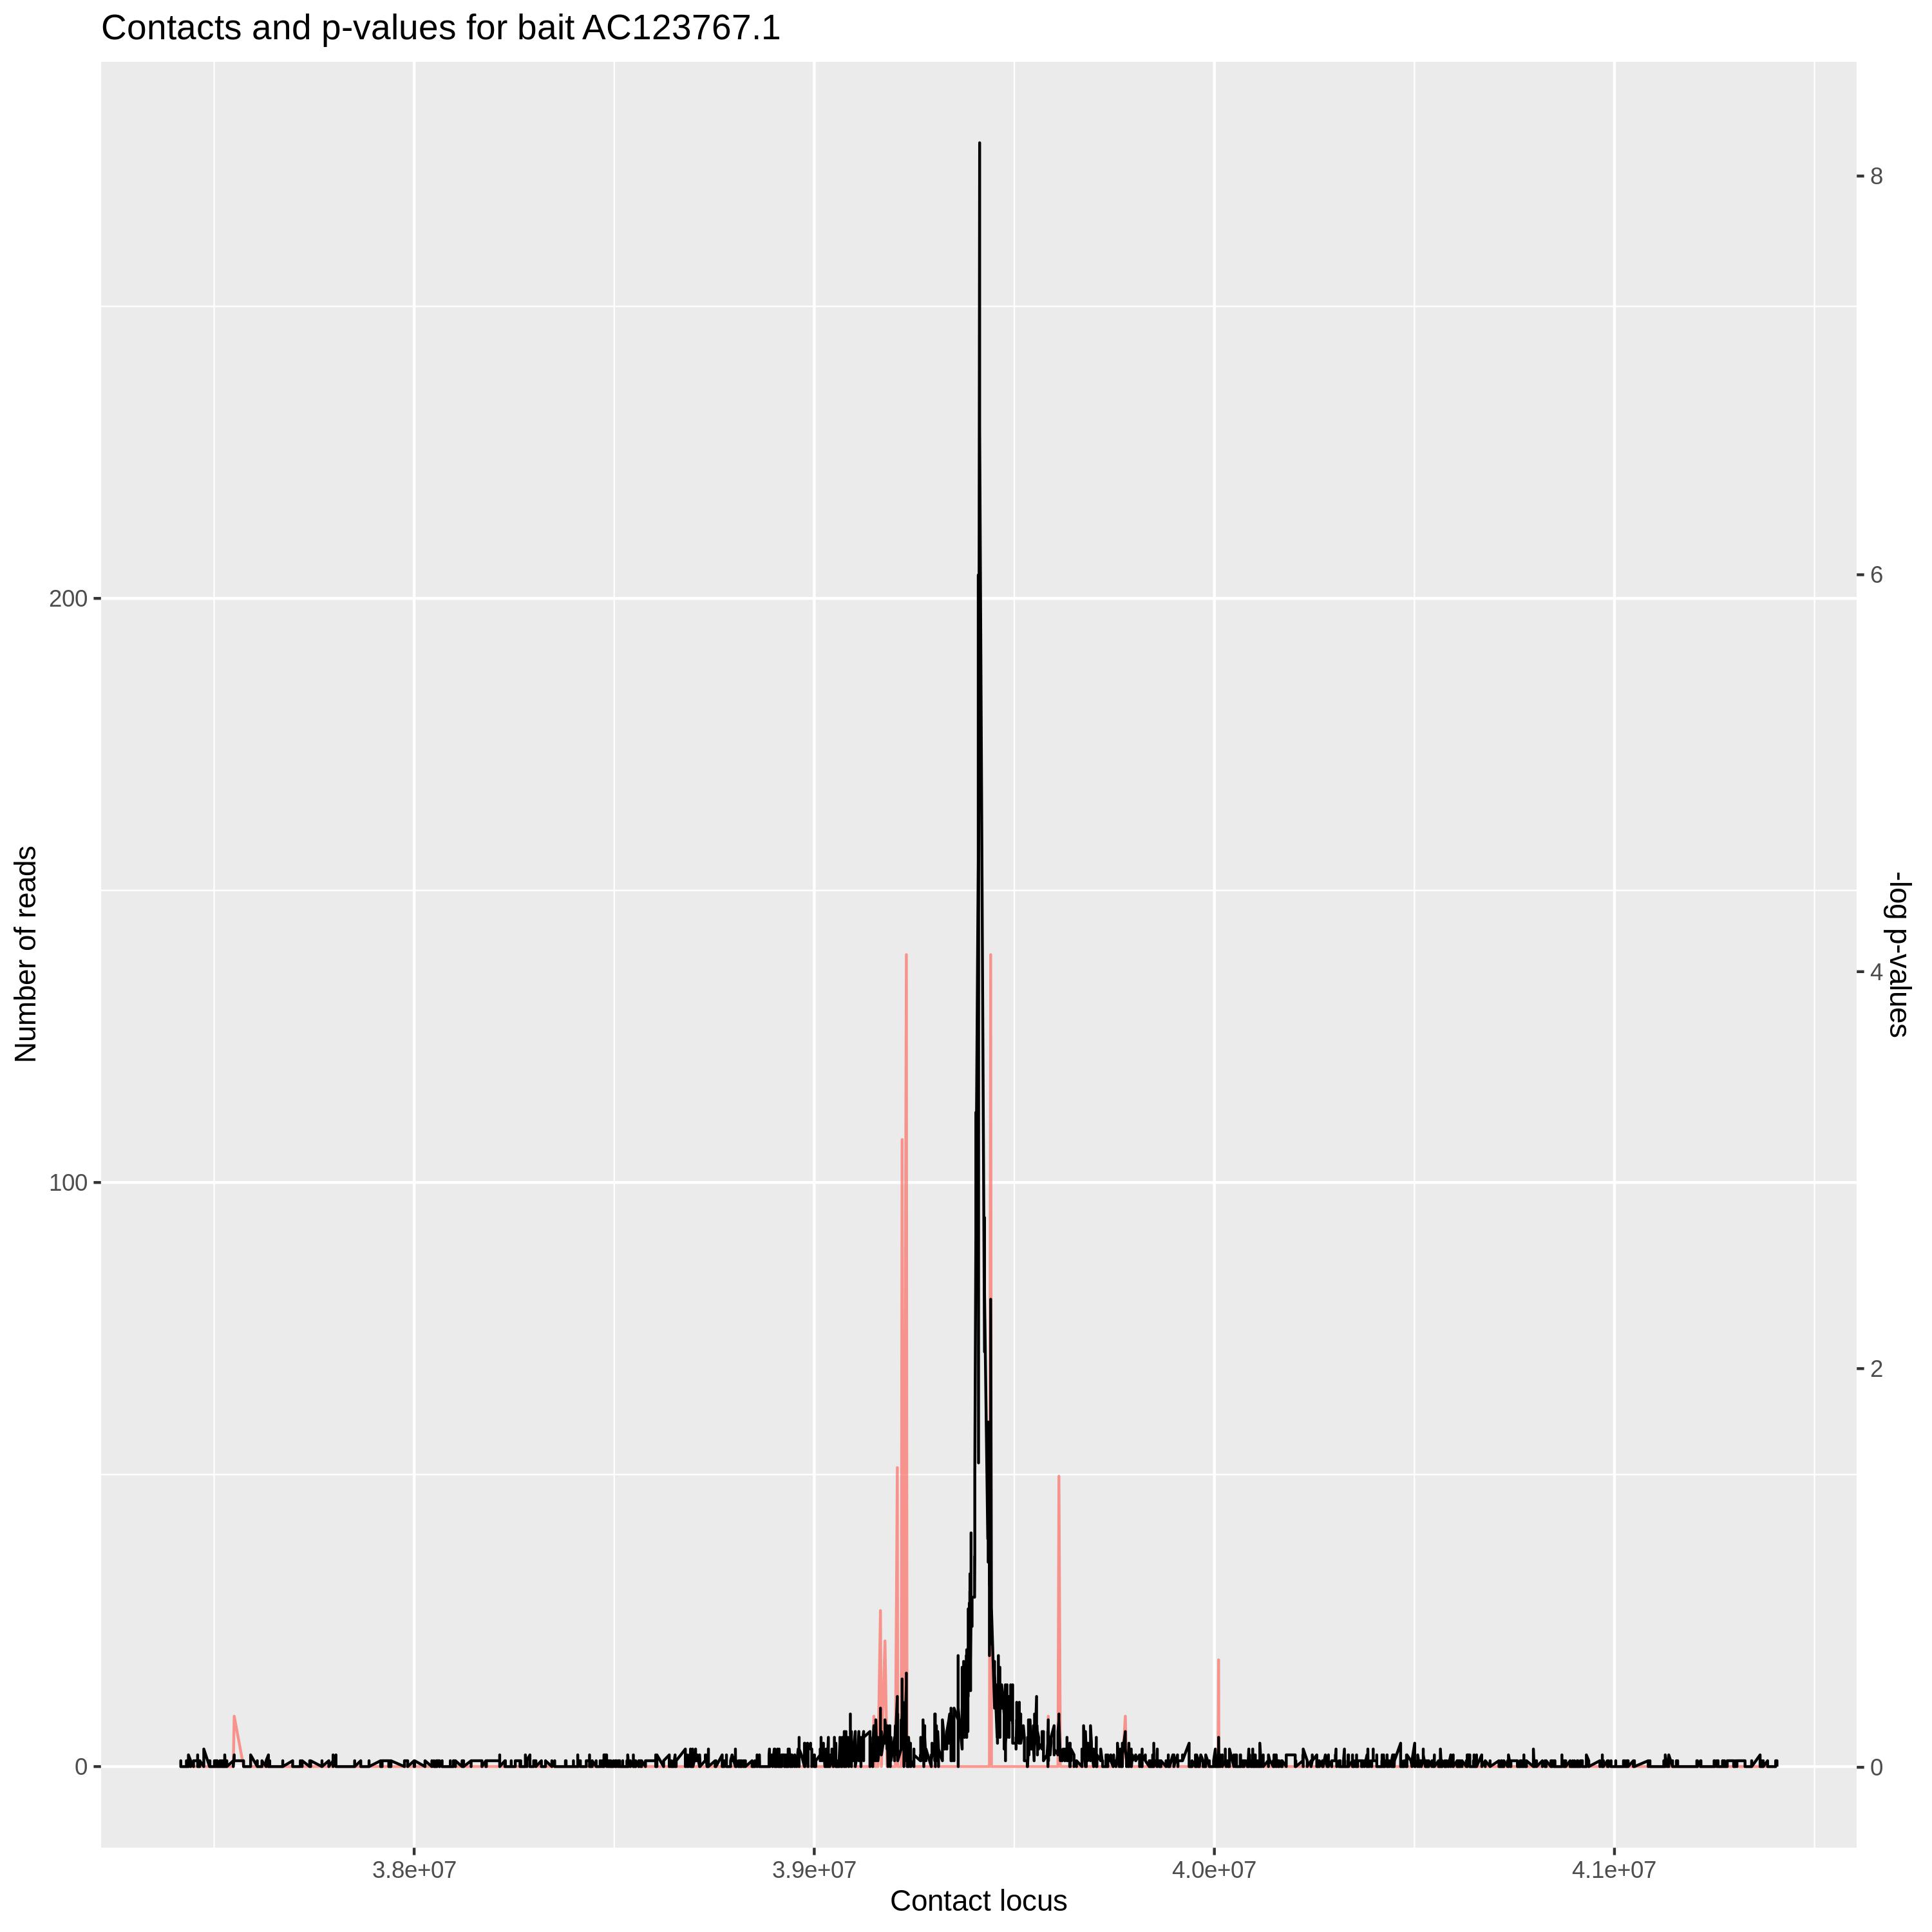 Contacts and p-values for bait AC123767.1
Number of reads
200
100
0
8
6
4
2
0
-log p-values
3.8e+07 3.9e+07 4.0e+07 4.1e+07
Contact locus